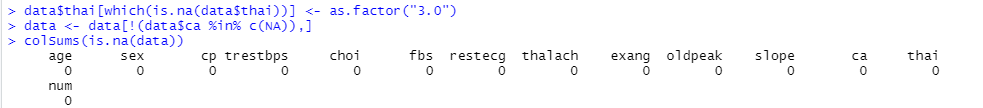 > data$thai[which(is.na(data$thai))] <- as.factor("3.0")
> data <- data[!(data$ca %in% c(NA)),]
> colSums(is.na(data))
age sex cp trestbps choi fbs restecg thalach exang oldpeak slope ca thai
0 0 0 0 0 0 0 0 0 0 0 0 0
num
0